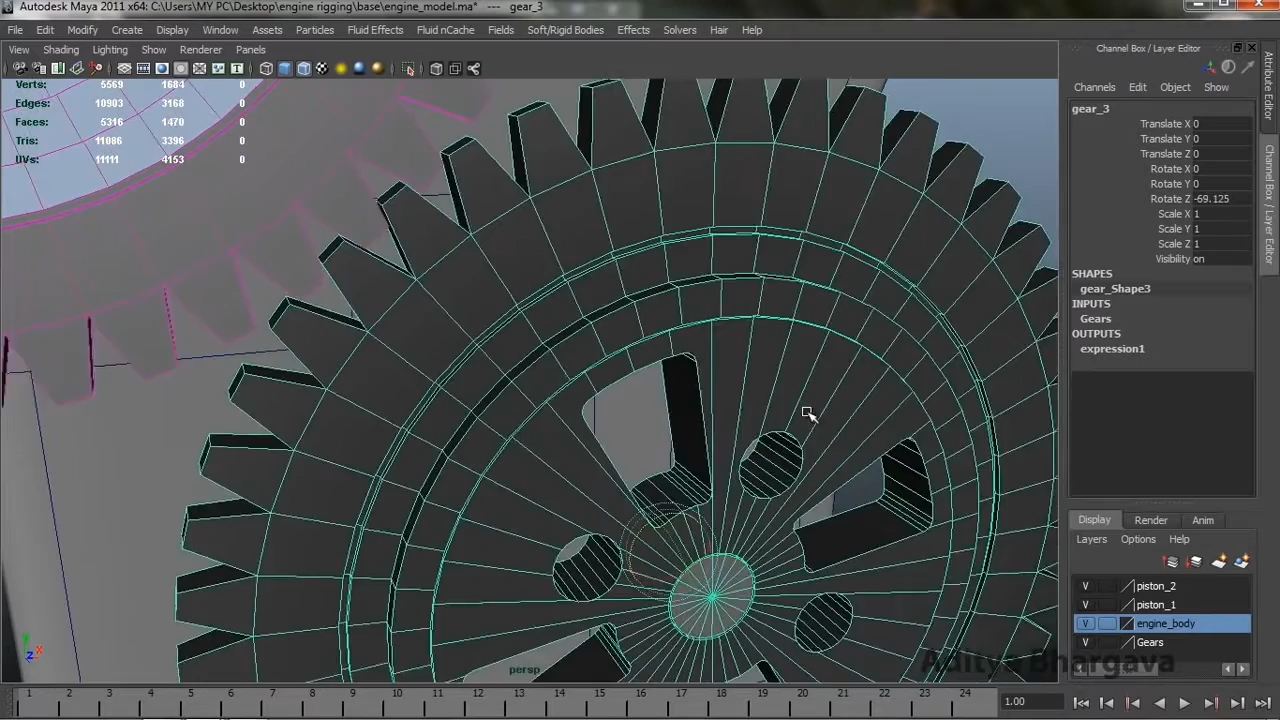 Autodesk Maya 2011 x64: C:\Users\MY PC\Desktop\engine rigging\base\engine_model.ma* --- gear_3
File Edit Modify Create Display Window Assets Particles Fluid Effects Fluid nCache Fields Soft/Rigid Bodies Effects Solvers Hair Help
View Shading Lighting Show Renderer Panels
Channel Box / Layer Editor
Verts: 5569 1684 0
Edges: 10903 3168 0
Faces: 5316 1470 0
Tris: 11086 3396 0
UVs: 11111 4153 0
Channels Edit Object Show
gear_3
Translate X 0
Translate Y 0
Translate Z 0
Rotate X 0
Rotate Y 0
Rotate Z -69.125
Scale X 1
Scale Y 1
Scale Z 1
Visibility on
SHAPES
gear_Shape3
INPUTS
Gears
OUTPUTS
expression1
Attribute Editor
Channel Box / Layer Editor
Display Render Anim
Layers Options Help
V piston_2
V piston_1
V engine_body
V Gears
Aditya Bhargava
persp
1 2 3 4 5 6 7 8 9 10 11 12 13 14 15 16 17 18 19 20 21 22 23 24
1.00